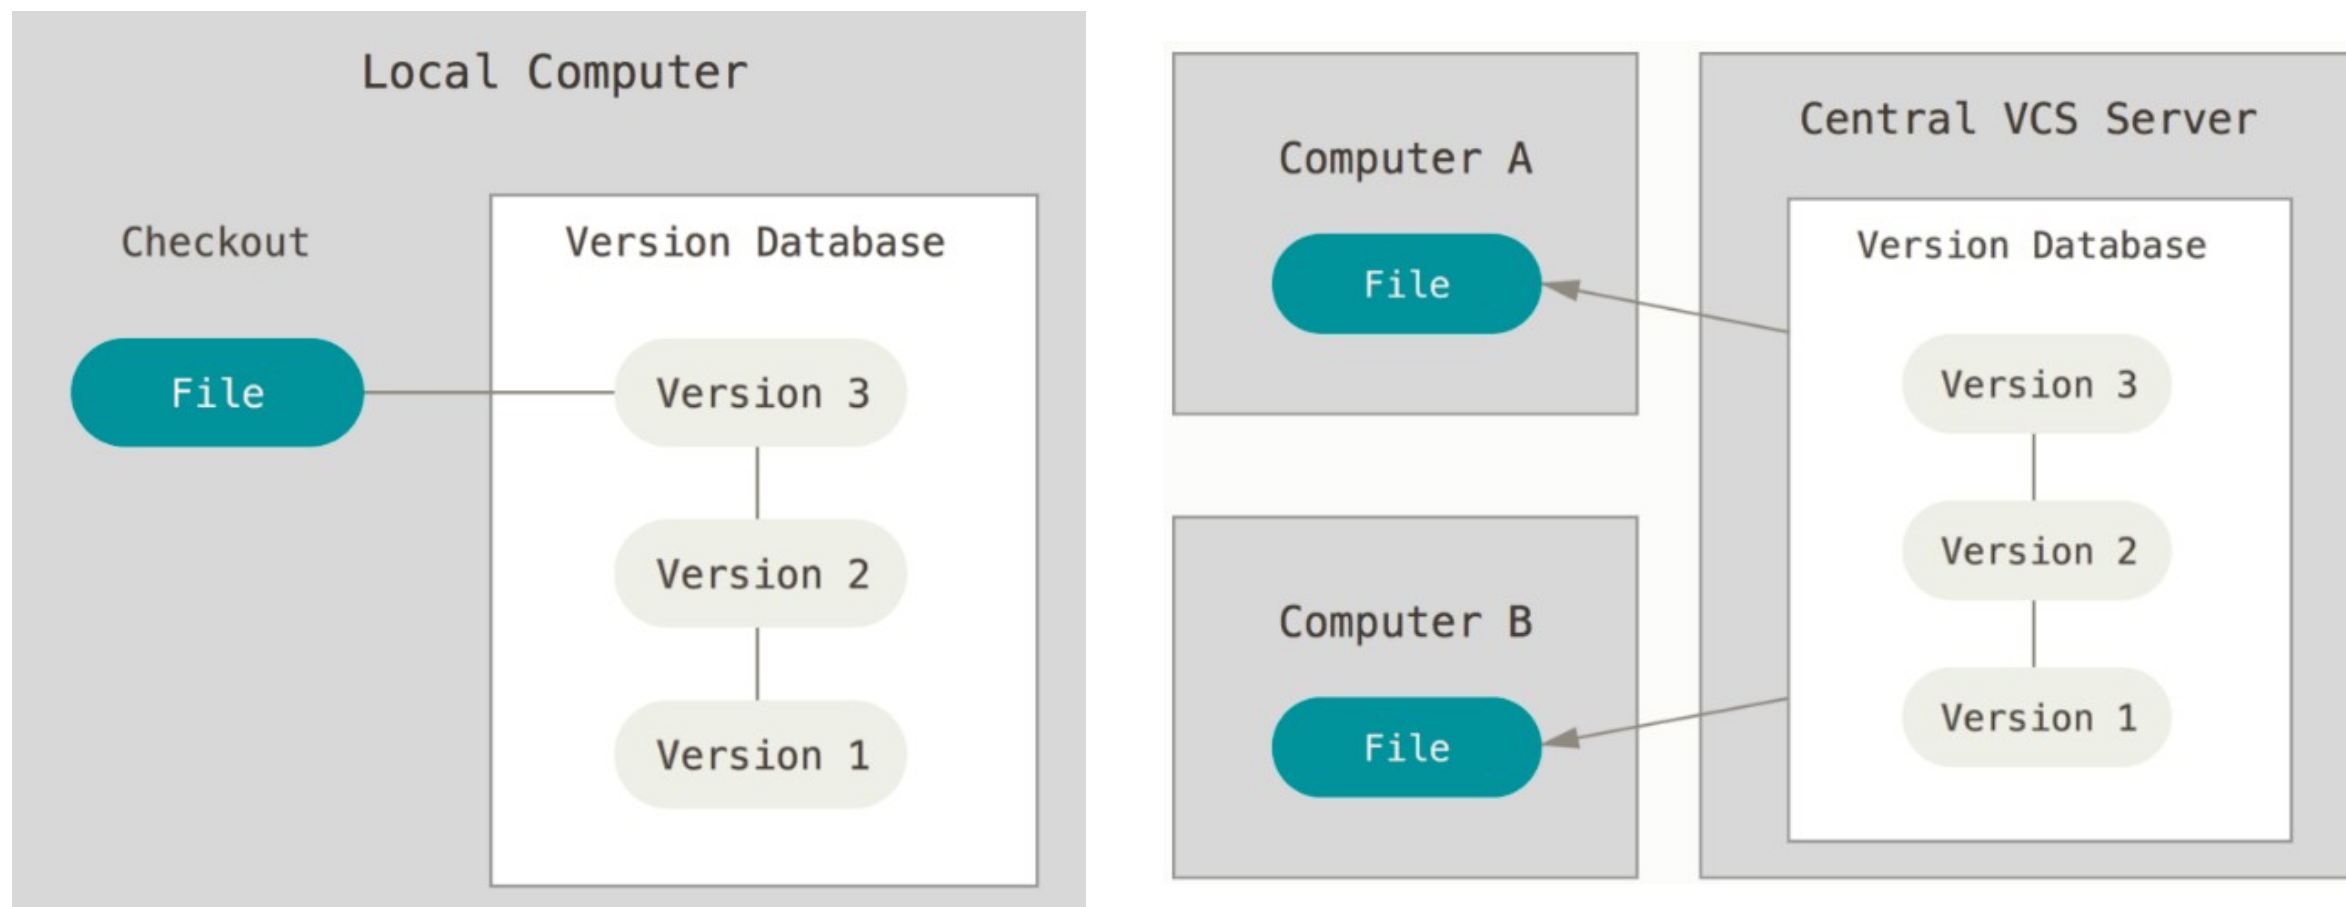 Local Computer
Checkout
Version Database
File
Version 3
Version 2
Version 1
Computer A
File
Computer B
File
Central VCS Server
Version Database
Version 3
Version 2
Version 1